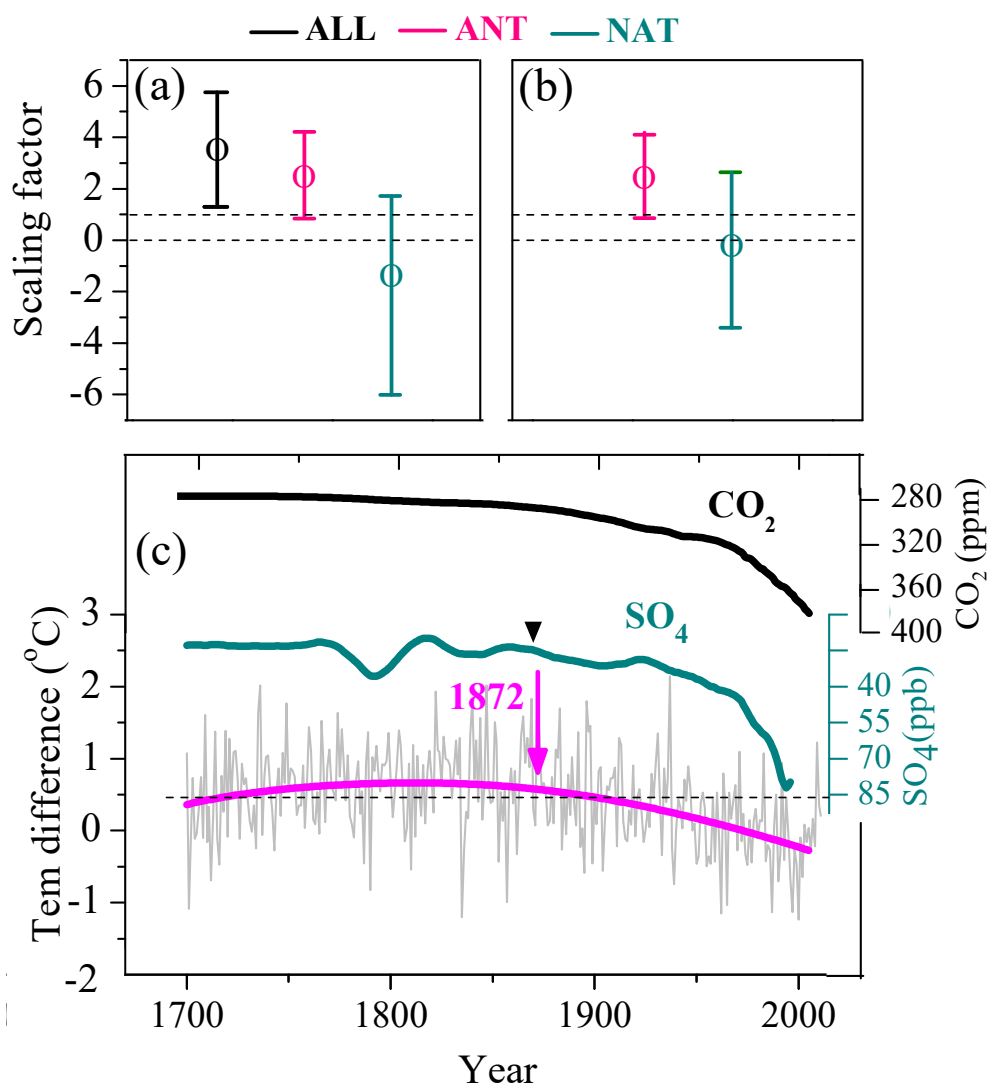 ALL ANT NAT
(a) (b)
Scaling factor
6
4
2
0
-2
-4
-6
(c)
CO2
SO4
1872
280
320
360
400
CO2 (ppm)
40
55
70
85
SO4(ppb)
Tem difference (°C)
3
2
1
0
-1
-2
1700 1800 1900 2000
Year